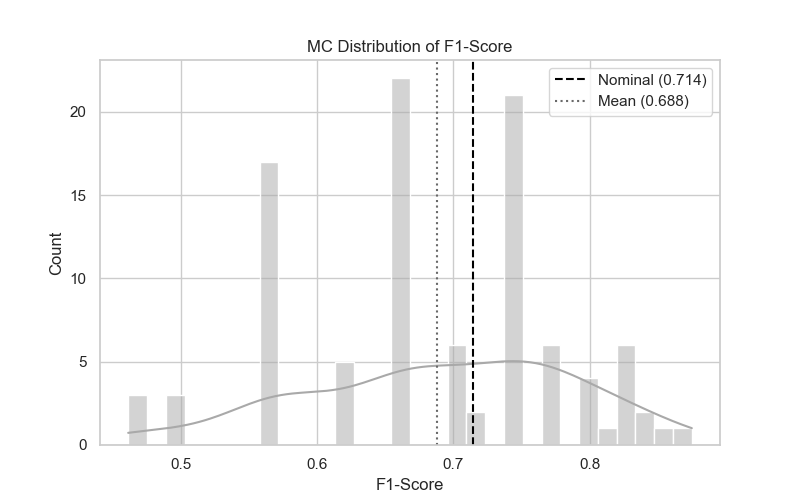 MC Distribution of F1-Score
Nominal (0.714)
Mean (0.688)
Count
20
15
10
5
0
0.5 0.6 0.7 0.8
F1-Score